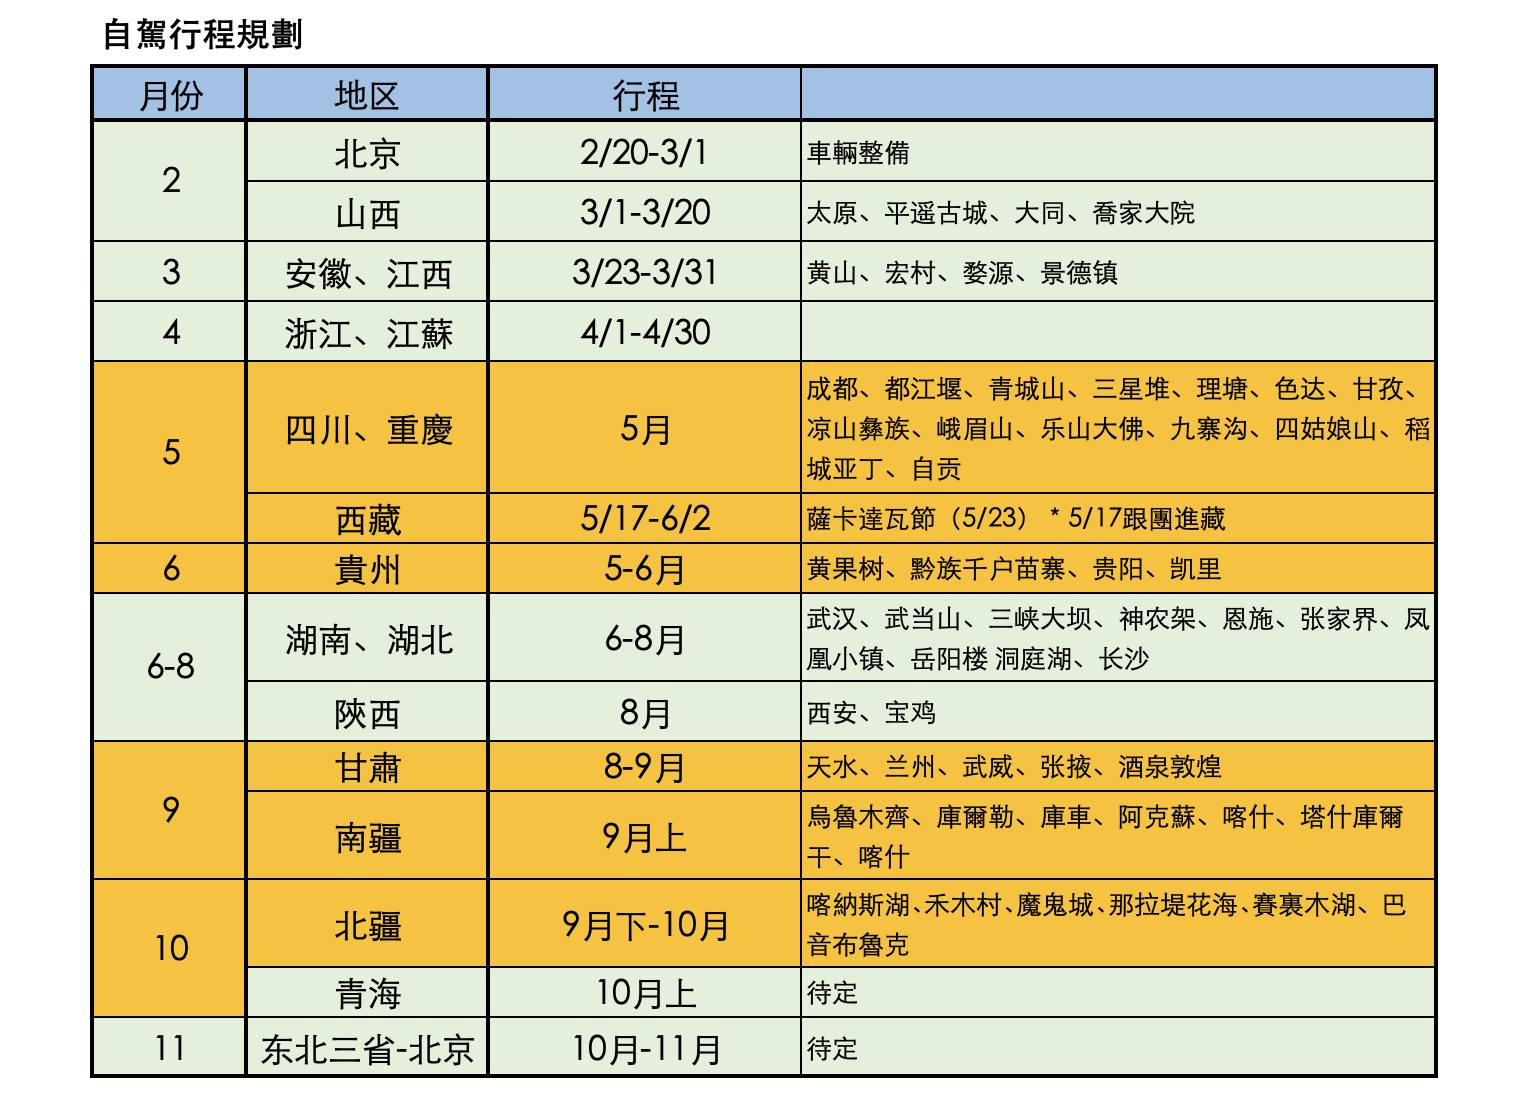 自駕行程規劃
月份 地区 行程
2 北京 2/20-3/1 車輛整備
山西 3/1-3/20 太原、平遥古城、大同、喬家大院
3 安徽、江西 3/23-3/31 黄山、宏村、婺源、景德镇
4 浙江、江蘇 4/1-4/30
5 四川、重慶 5月 成都、都江堰、青城山、三星堆、理塘、色达、甘孜、
凉山彝族、峨眉山、乐山大佛、九寨沟、四姑娘山、稻
城亚丁、自贡
西藏 5/17-6/2 薩卡達瓦節（5/23） * 5/17跟團進藏
6 貴州 5-6月 黄果树、黔族千户苗寨、贵阳、凯里
6-8 湖南、湖北 6-8月 武汉、武当山、三峡大坝、神农架、恩施、张家界、凤
凰小镇、岳阳楼 洞庭湖、长沙
陝西 8月 西安、宝鸡
9 甘肅 8-9月 天水、兰州、武威、张掖、酒泉敦煌
南疆 9月上 烏魯木齊、庫爾勒、庫車、阿克蘇、喀什、塔什庫爾
干、喀什
10 北疆 9月下-10月 喀納斯湖、禾木村、魔鬼城、那拉堤花海、賽裏木湖、巴
音布魯克
青海 10月上 待定
11 东北三省-北京 10月-11月 待定